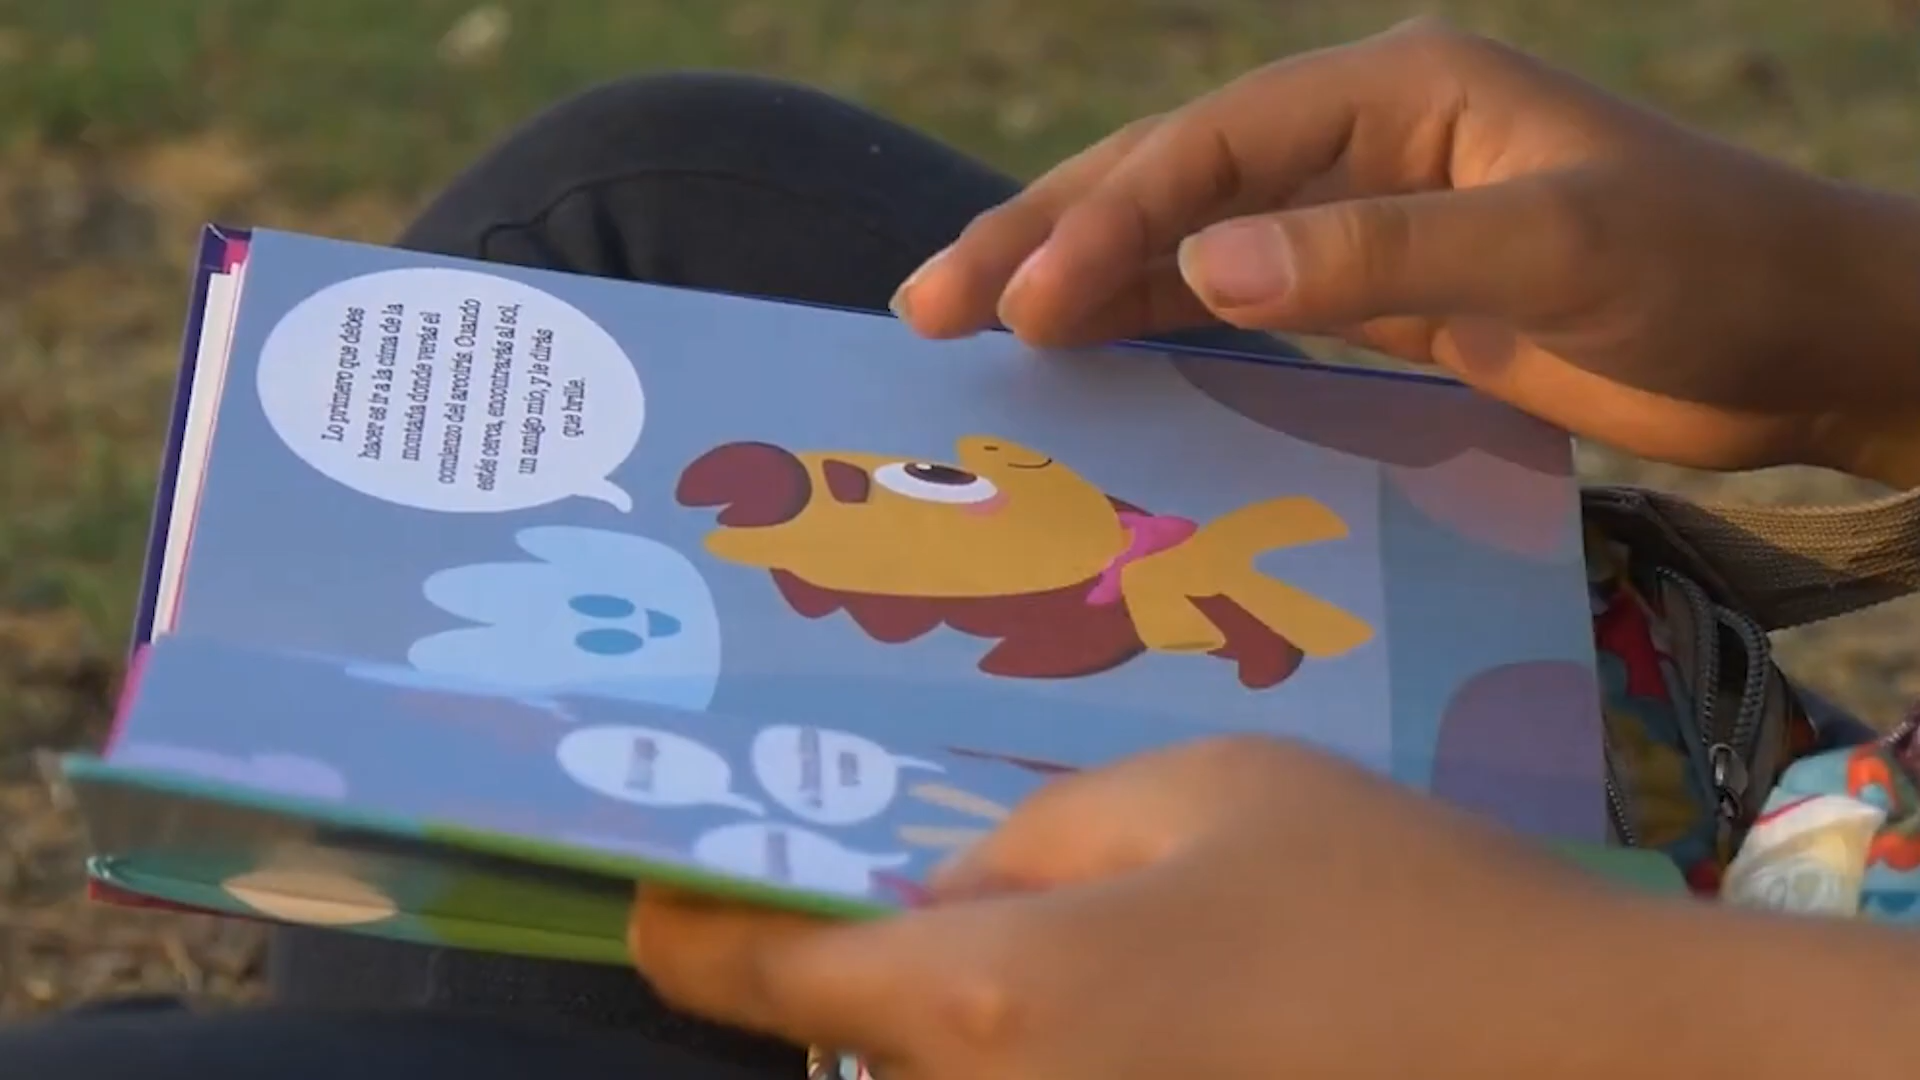 Lo primero que debes
hacer es ir a la cima de la
montaña donde verás el
comienzo del arcoíris. Cuando
estés cerca, encontrarás al sol,
un amigo mío, y le dirás
que brille.